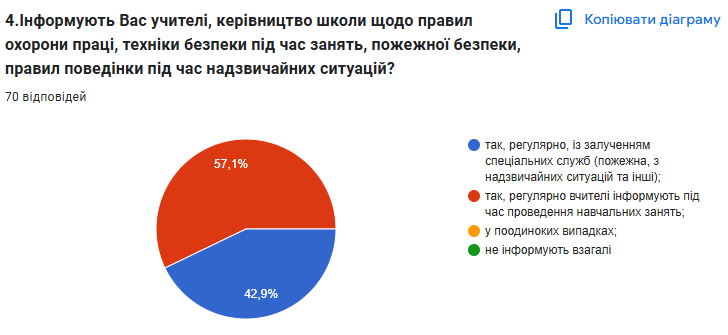 4.Інформують Вас учителі, керівництво школи щодо правил
охорони праці, техніки безпеки під час занять, пожежної безпеки,
правил поведінки під час надзвичайних ситуацій?
Копіювати діаграму
70 відповідей
57,1%
42,9%
так, регулярно, із залученням
спеціальних служб (пожежна, з
надзвичайних ситуацій та інші);
так, регулярно вчителі інформують під
час проведення навчальних занять;
у поодиноких випадках;
не інформують взагалі